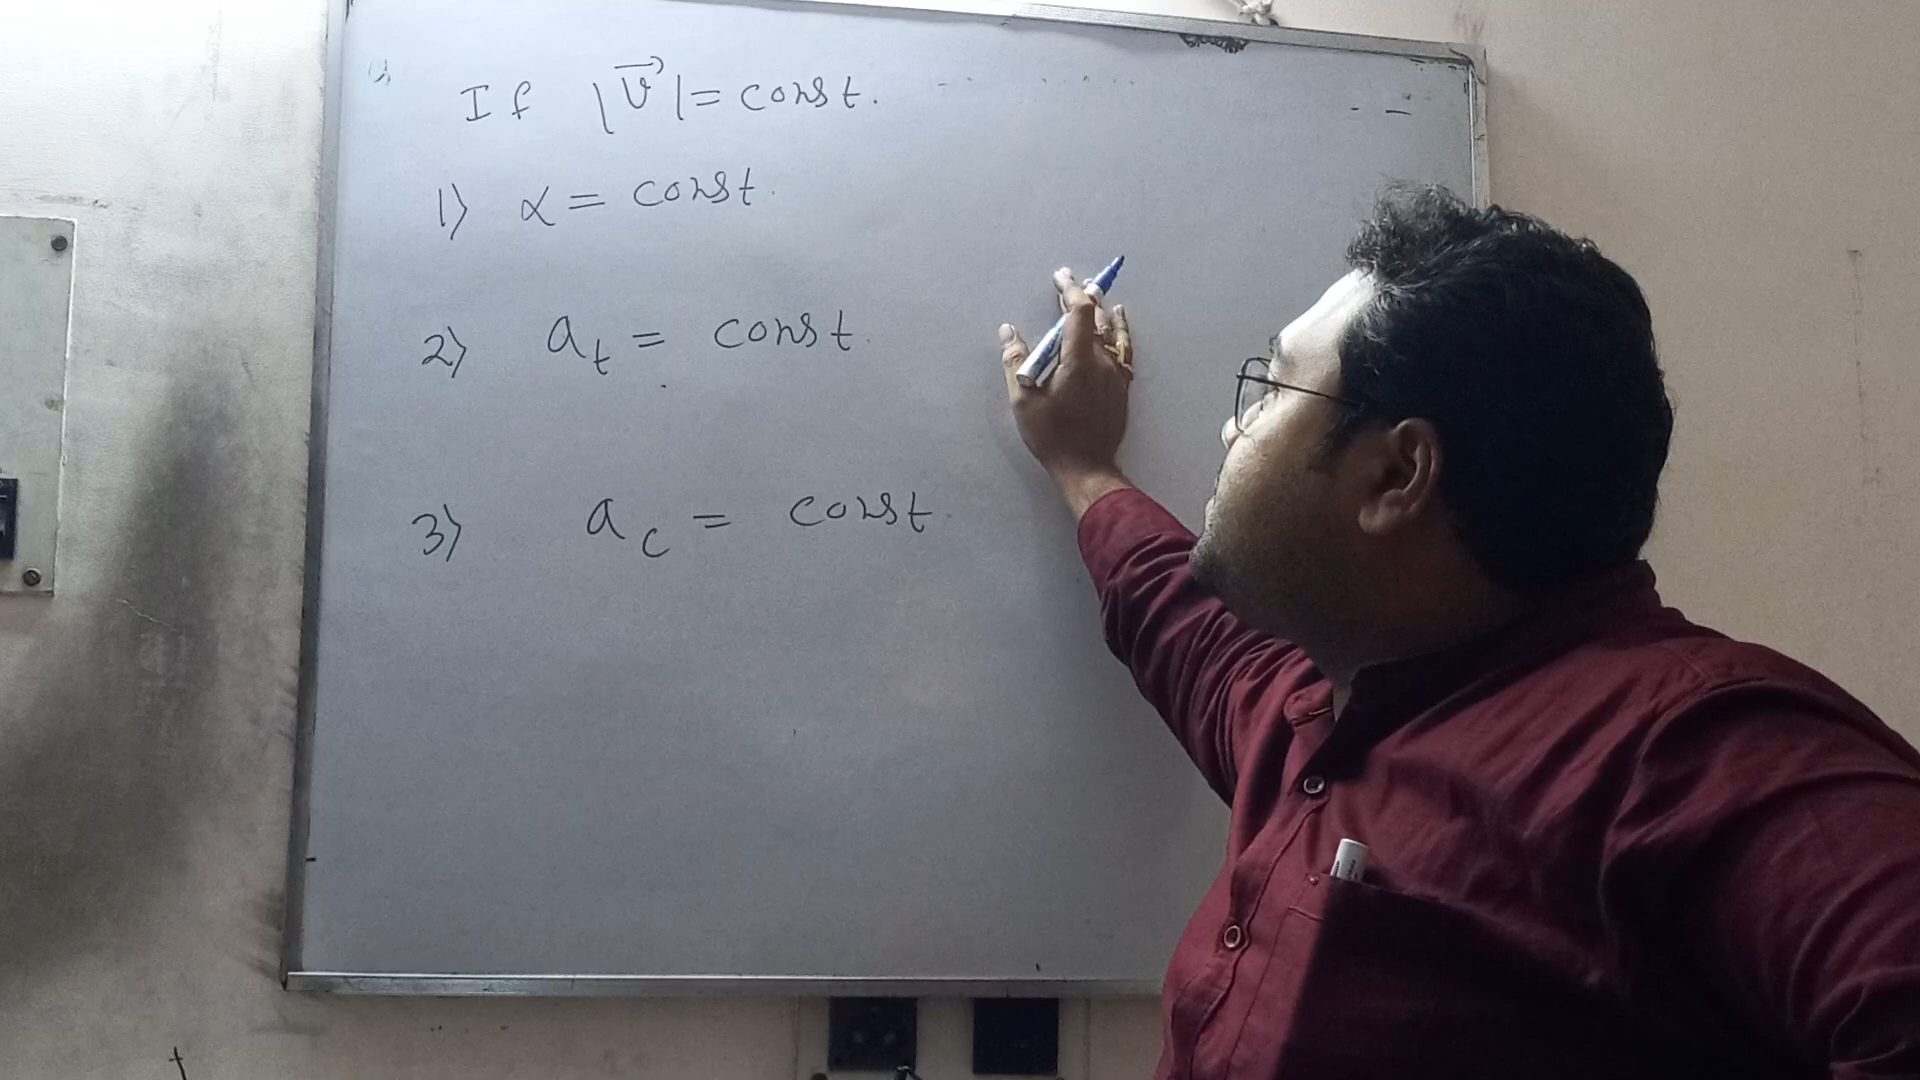 If |v⃗| = const.
1) α = const.
2) a_t = const.
3) a_c = const